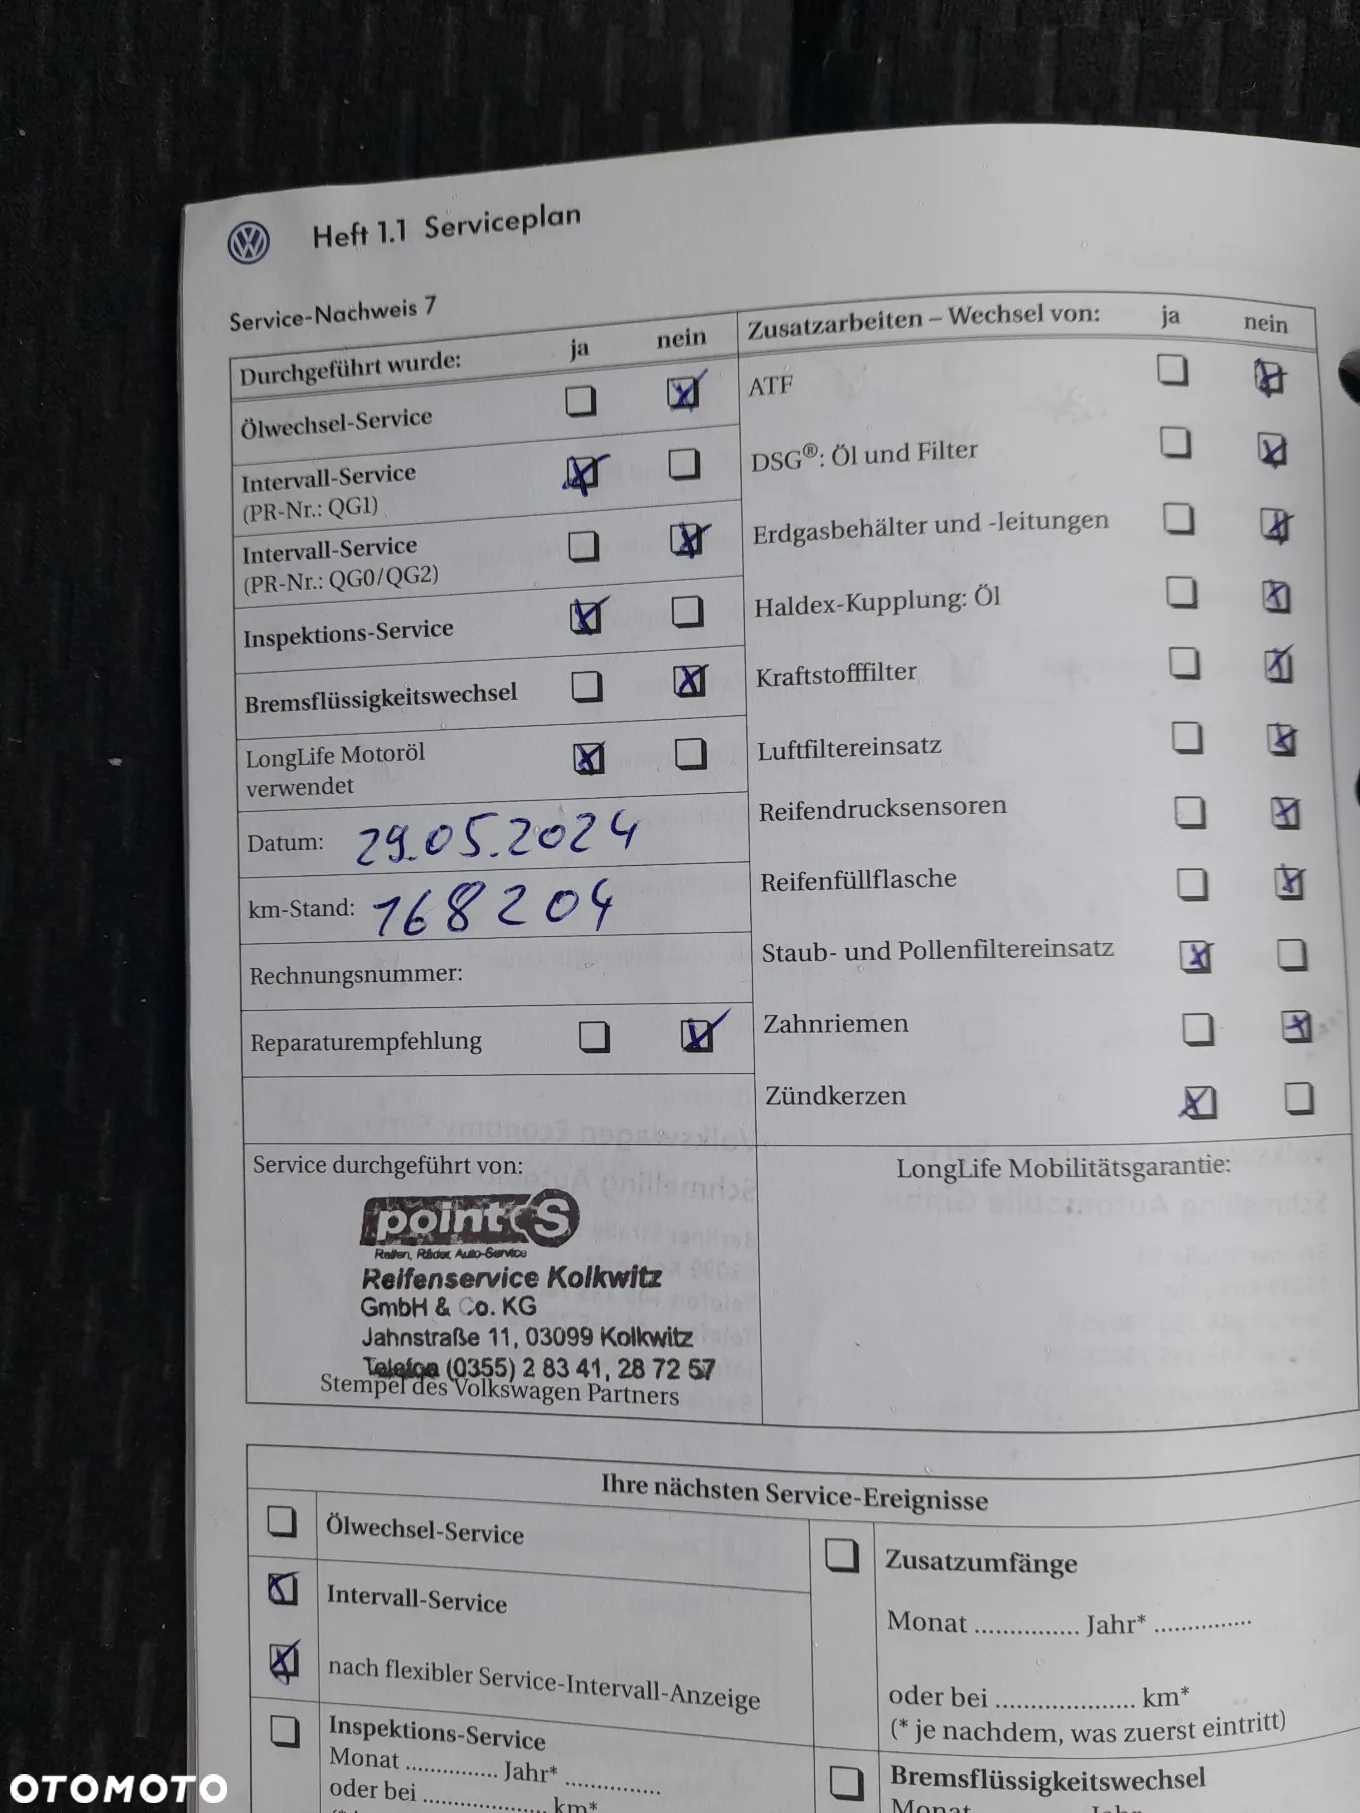 Heft 1.1 Serviceplan
Service-Nachweis 7
Durchgeführt wurde: ja nein
Ölwechsel-Service
Intervall-Service
(PR-Nr.: QG1)
Intervall-Service
(PR-Nr.: QG0/QG2)
Inspektions-Service
Bremsflüssigkeitswechsel
LongLife Motoröl
verwendet
Datum: 29.05.2024
km-Stand: 168204
Rechnungsnummer:
Reparaturempfehlung
Zusatzarbeiten – Wechsel von: ja nein
ATF
DSG®: Öl und Filter
Erdgasbehälter und -leitungen
Haldex-Kupplung: Öl
Kraftstofffilter
Luftfiltereinsatz
Reifendrucksensoren
Reifenfüllflasche
Staub- und Pollenfiltereinsatz
Zahnriemen
Zündkerzen
Service durchgeführt von:
point S
Reifen, Räder, Auto-Service
Reifenservice Kolkwitz
GmbH & Co. KG
Jahnstraße 11, 03099 Kolkwitz
Telefon (0355) 2 83 41, 28 72 57
Stempel des Volkswagen Partners
LongLife Mobilitätsgarantie:
Ihre nächsten Service-Ereignisse
Ölwechsel-Service
Intervall-Service
nach flexibler Service-Intervall-Anzeige
Inspektions-Service
Monat ............... Jahr* ...............
oder bei .................... km*
Zusatzumfänge
Monat ............... Jahr* ...............
oder bei .................... km*
(* je nachdem, was zuerst eintritt)
Bremsflüssigkeitswechsel
Monat Jahr*
OTOMOTO